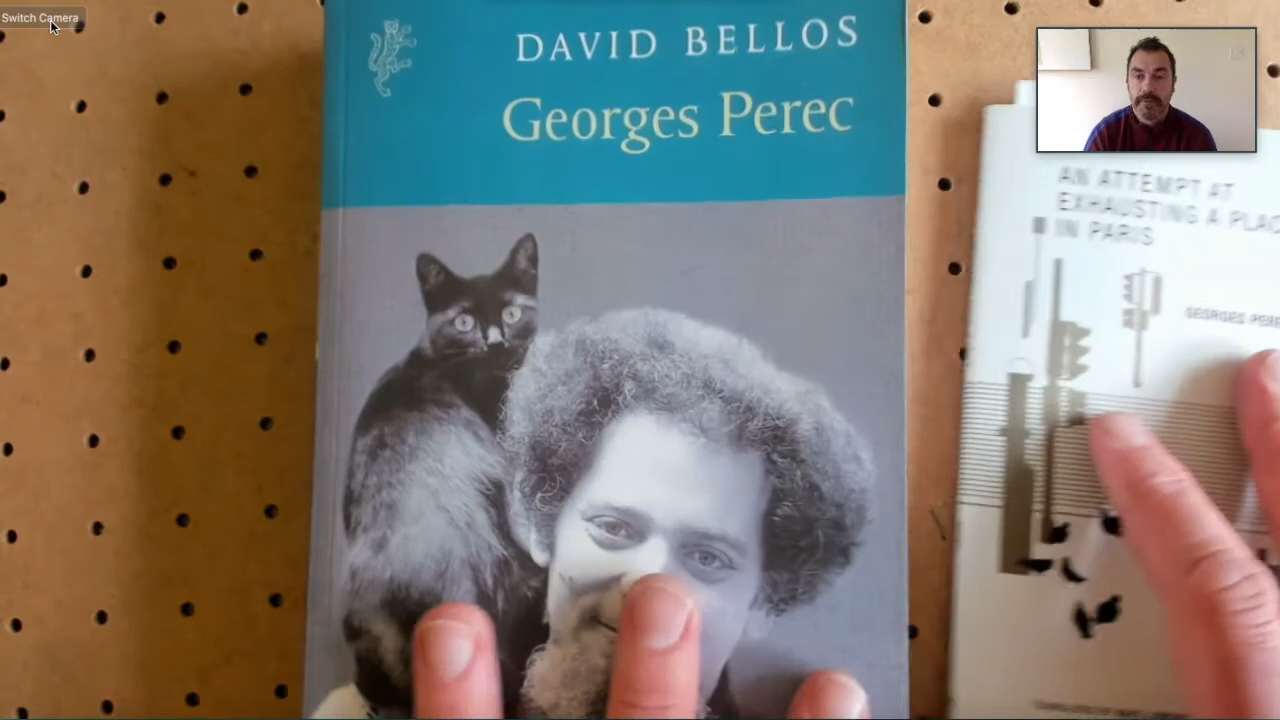 Switch Camera
DAVID BELLOS
Georges Perec
AN ATTEMPT AT
EXHAUSTING A PLAC
IN PARIS
GEORGES PERE